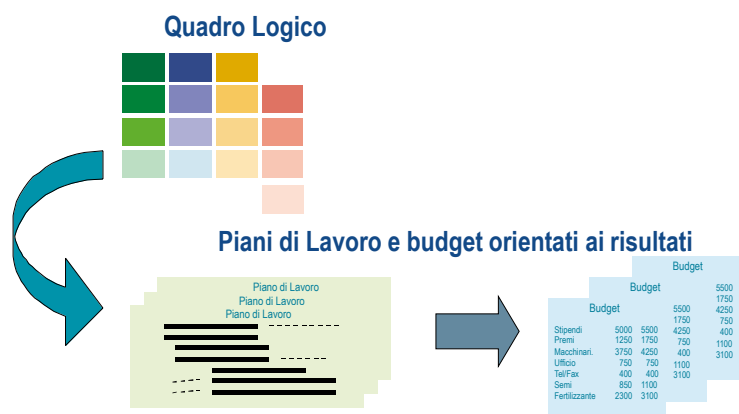 Quadro Logico
Piani di Lavoro e budget orientati ai risultati
Piano di Lavoro
Piano di Lavoro
Piano di Lavoro
Budget
5500
1750
4250
750
400
1100
3100
Budget
5500
1750
4250
750
400
1100
3100
Budget
Stipendi 5000 5500
Premi 1250 1750
Macchinari. 3750 4250
Ufficio 750 750
Tel/Fax 400 400
Semi 850 1100
Fertilizzante 2300 3100